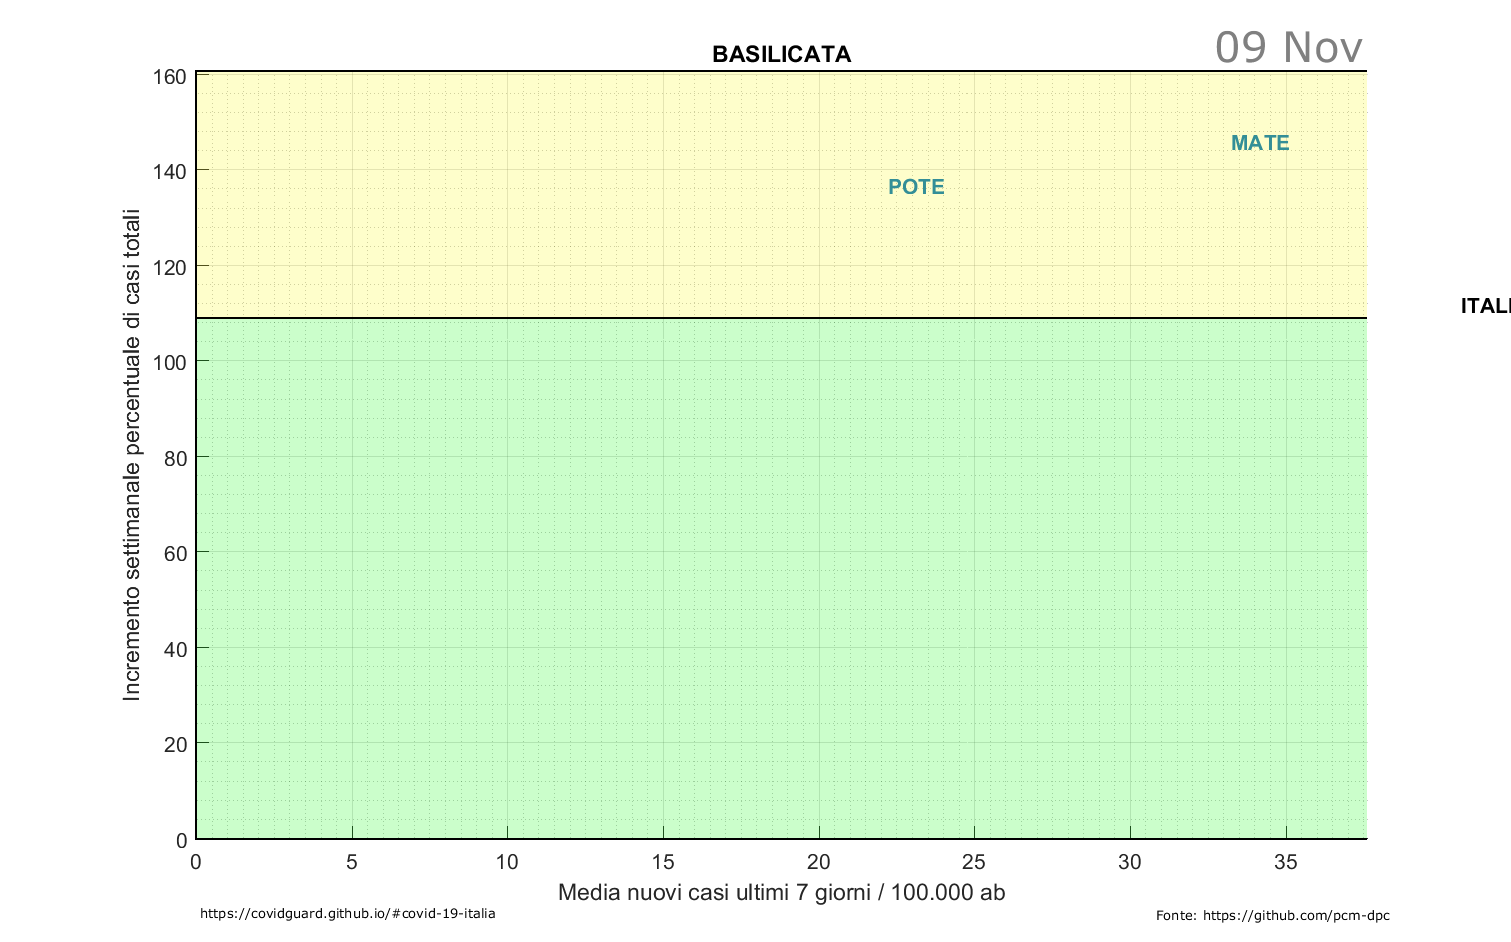 BASILICATA
09 Nov
160
140
120
100
80
60
40
20
0
Incremento settimanale percentuale di casi totali
MATE
POTE
ITALI
0 5 10 15 20 25 30 35
Media nuovi casi ultimi 7 giorni / 100.000 ab
https://covidguard.github.io/#covid-19-italia
Fonte: https://github.com/pcm-dpc